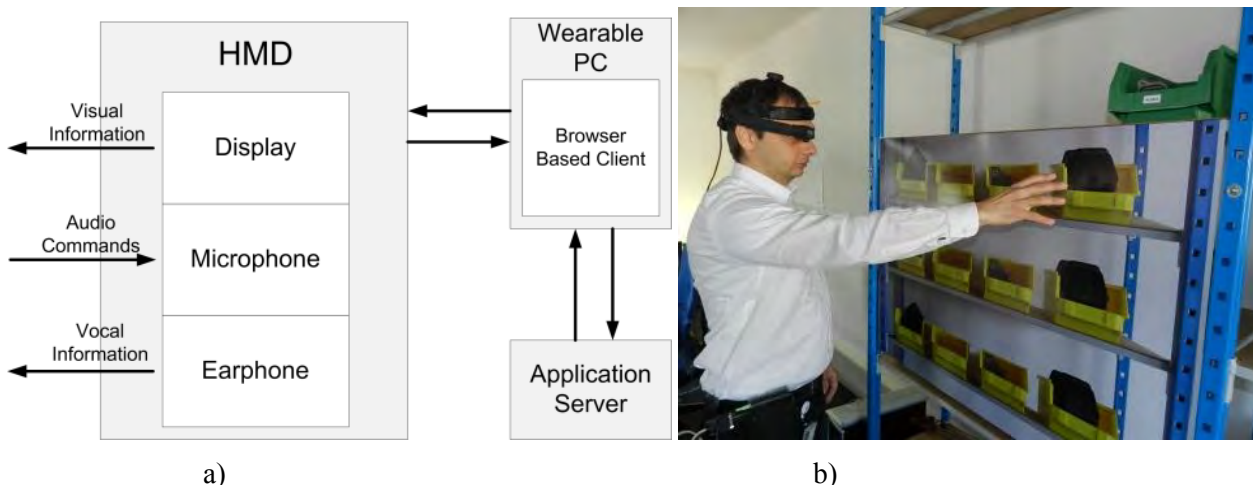 HMD
Visual
Information
Display
Audio
Commands
Microphone
Vocal
Information
Earphone
Wearable
PC
Browser
Based Client
Application
Server
a)
b)